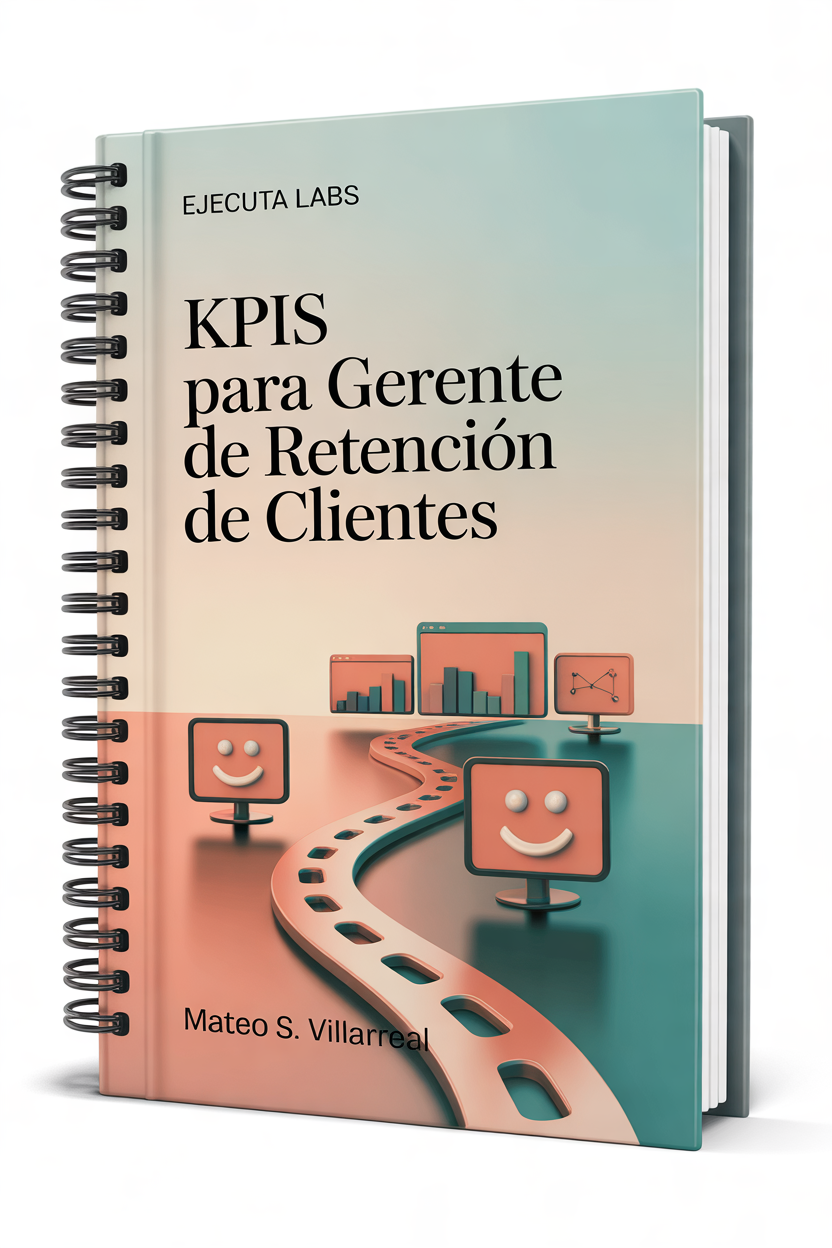 EJECUTA LABS
KPIS
para Gerente
de Retención
de Clientes
Mateo S. Villarreal